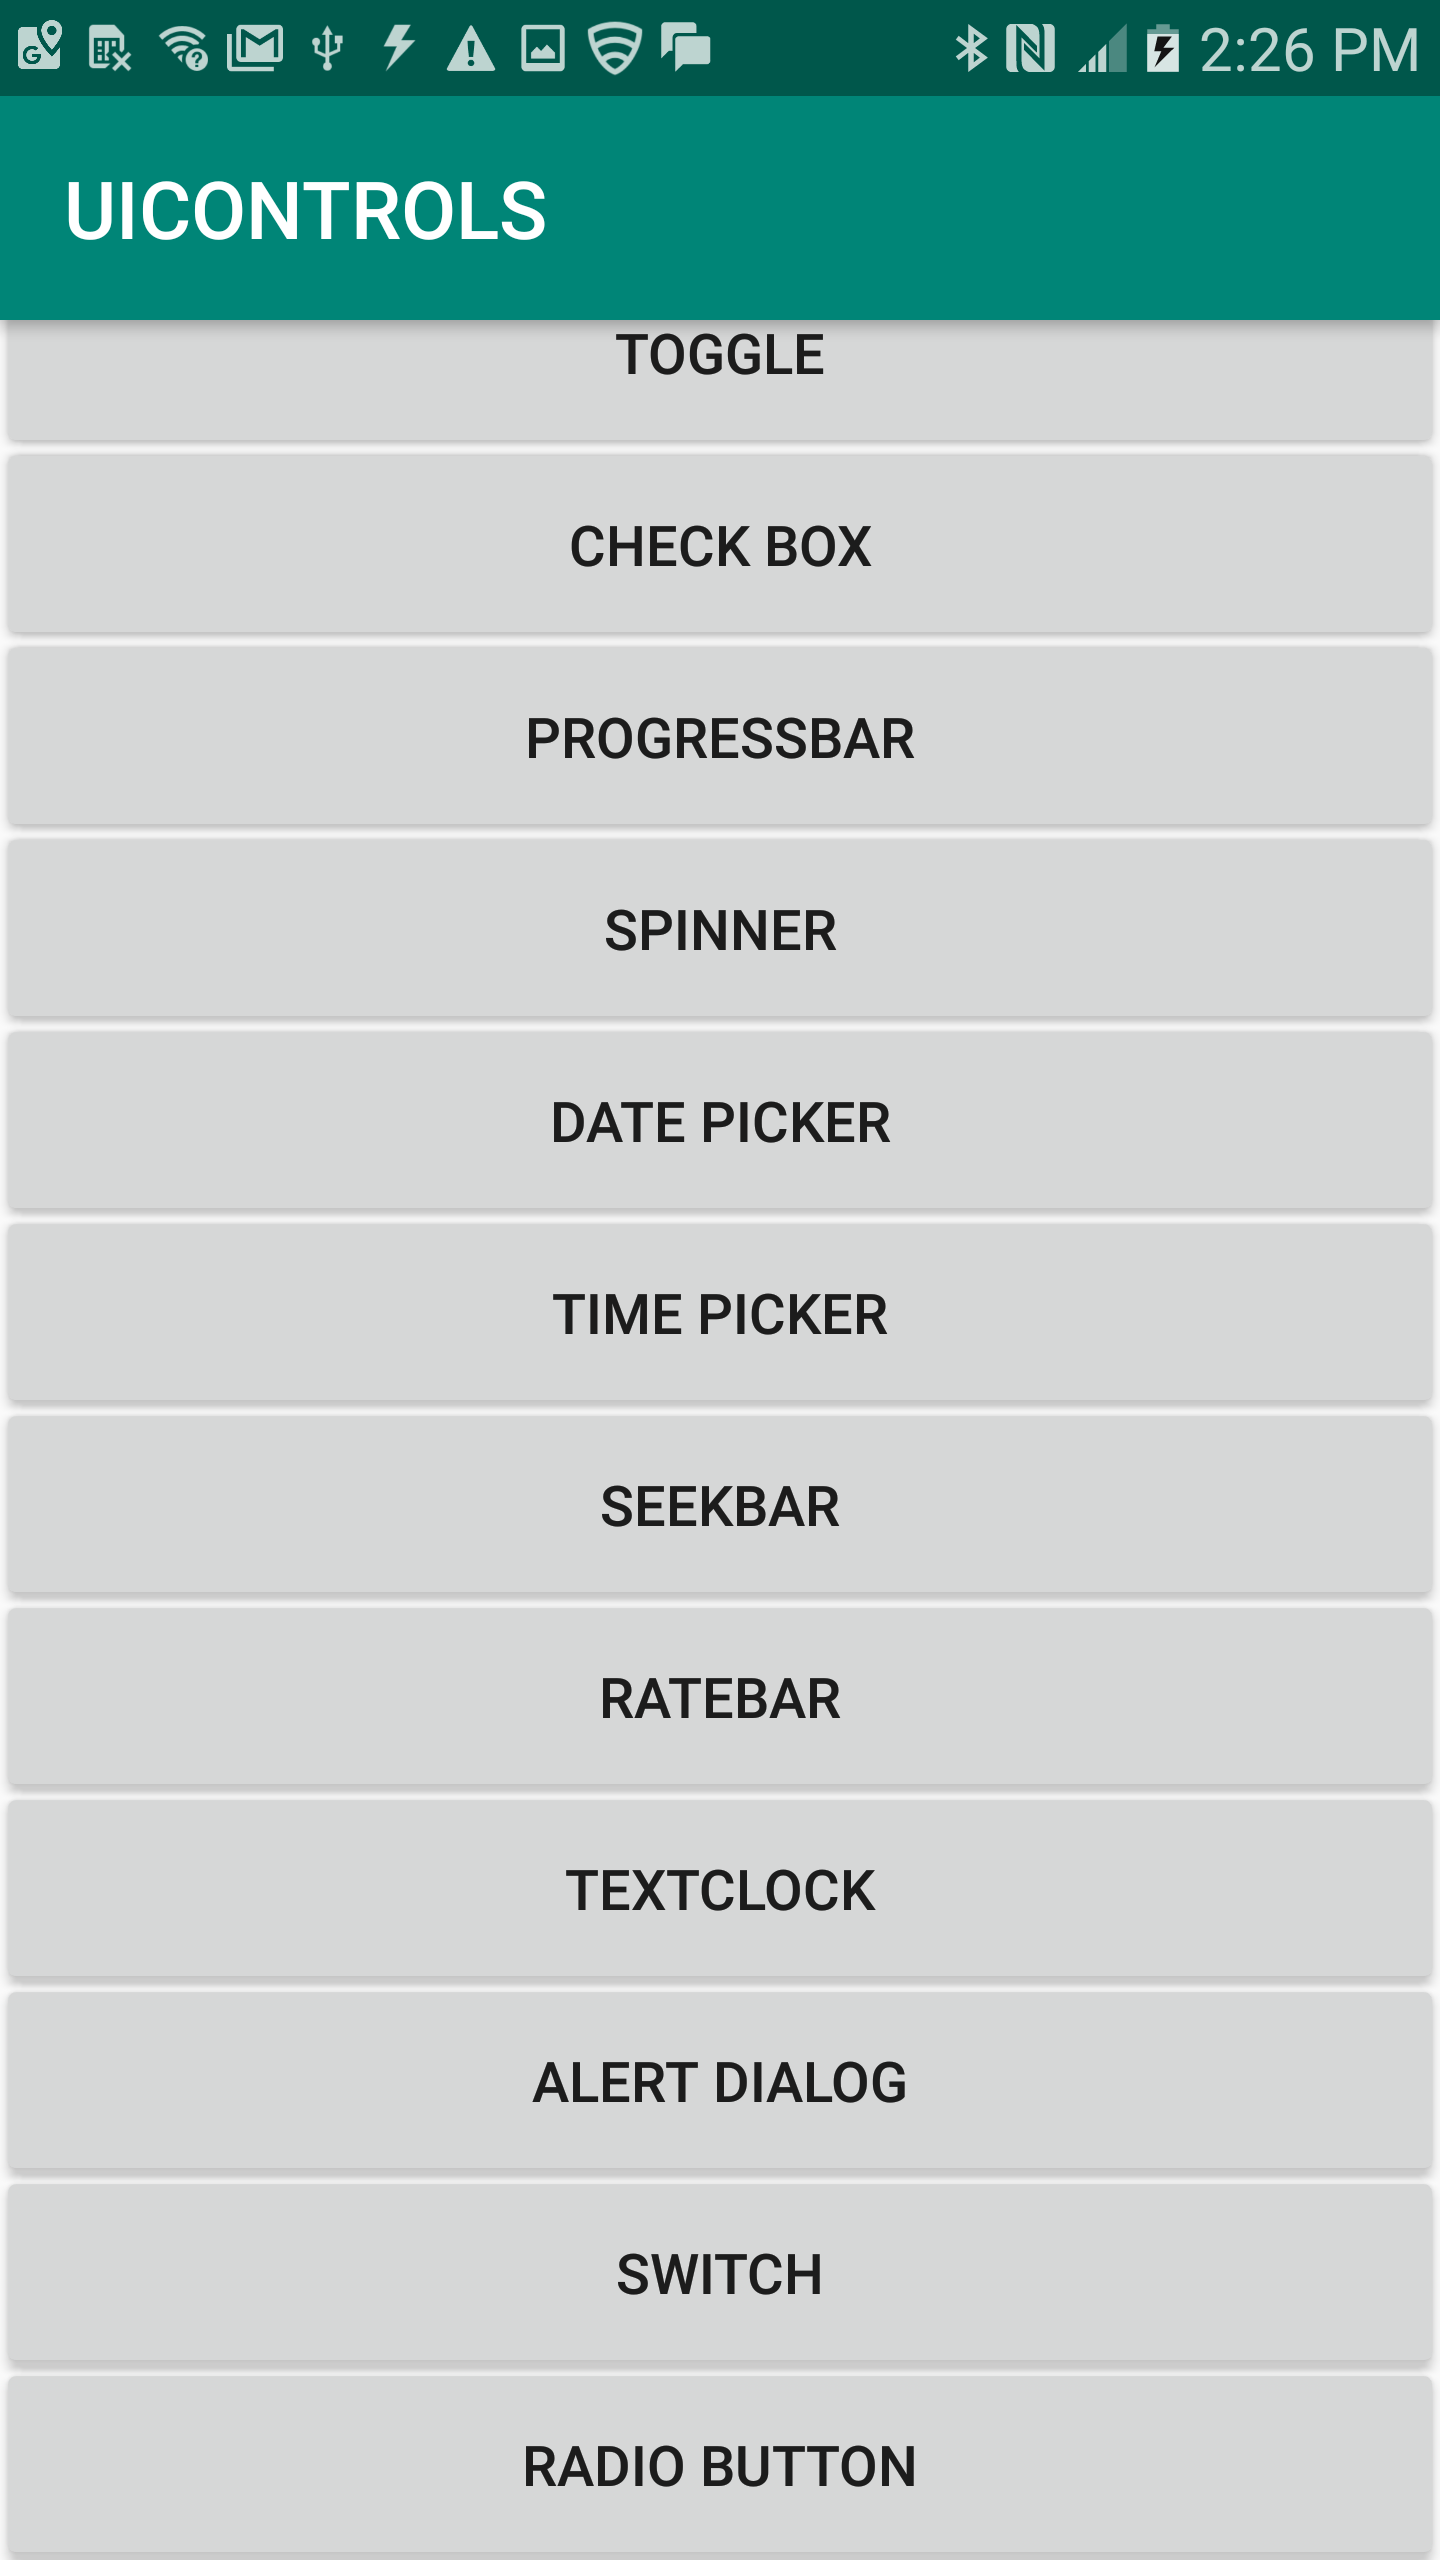 2:26 PM
UICONTROLS
TOGGLE
CHECK BOX
PROGRESSBAR
SPINNER
DATE PICKER
TIME PICKER
SEEKBAR
RATEBAR
TEXTCLOCK
ALERT DIALOG
SWITCH
RADIO BUTTON